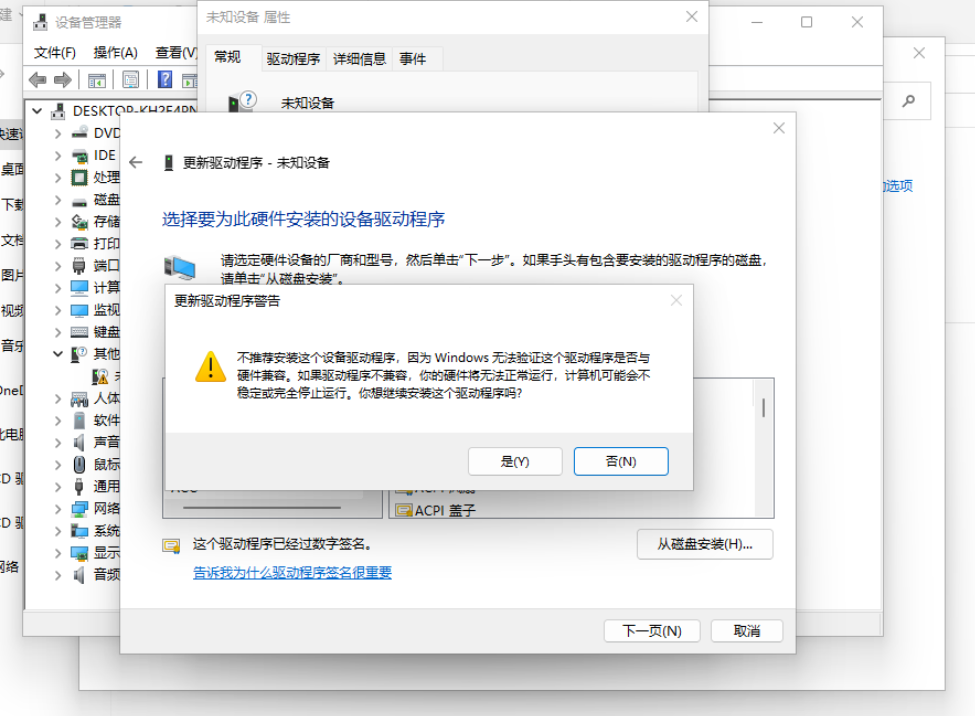 建
设备管理器
文件(F) 操作(A) 查看(V)
DESKTOP-KH2F4PN
DVD
IDE
处理
磁盘
存储
打印
端口
计算
监视
键盘
其他
人体
软件
声音
鼠标
通用
网络
系统
显示
音频
桌面
下载
文档
图片
视频
音乐
未知设备 属性
常规 驱动程序 详细信息 事件
未知设备
更新驱动程序 - 未知设备
选择要为此硬件安装的设备驱动程序
请选定硬件设备的厂商和型号，然后单击“下一步”。如果手头有包含要安装的驱动程序的磁盘，
请单击“从磁盘安装”。
更新驱动程序警告
不推荐安装这个设备驱动程序，因为 Windows 无法验证这个驱动程序是否与
硬件兼容。如果驱动程序不兼容，你的硬件将无法正常运行，计算机可能会不
稳定或完全停止运行。你想继续安装这个驱动程序吗?
是(Y) 否(N)
ACPI 盖子
这个驱动程序已经过数字签名。
从磁盘安装(H)...
告诉我为什么驱动程序签名很重要
下一页(N) 取消
选项